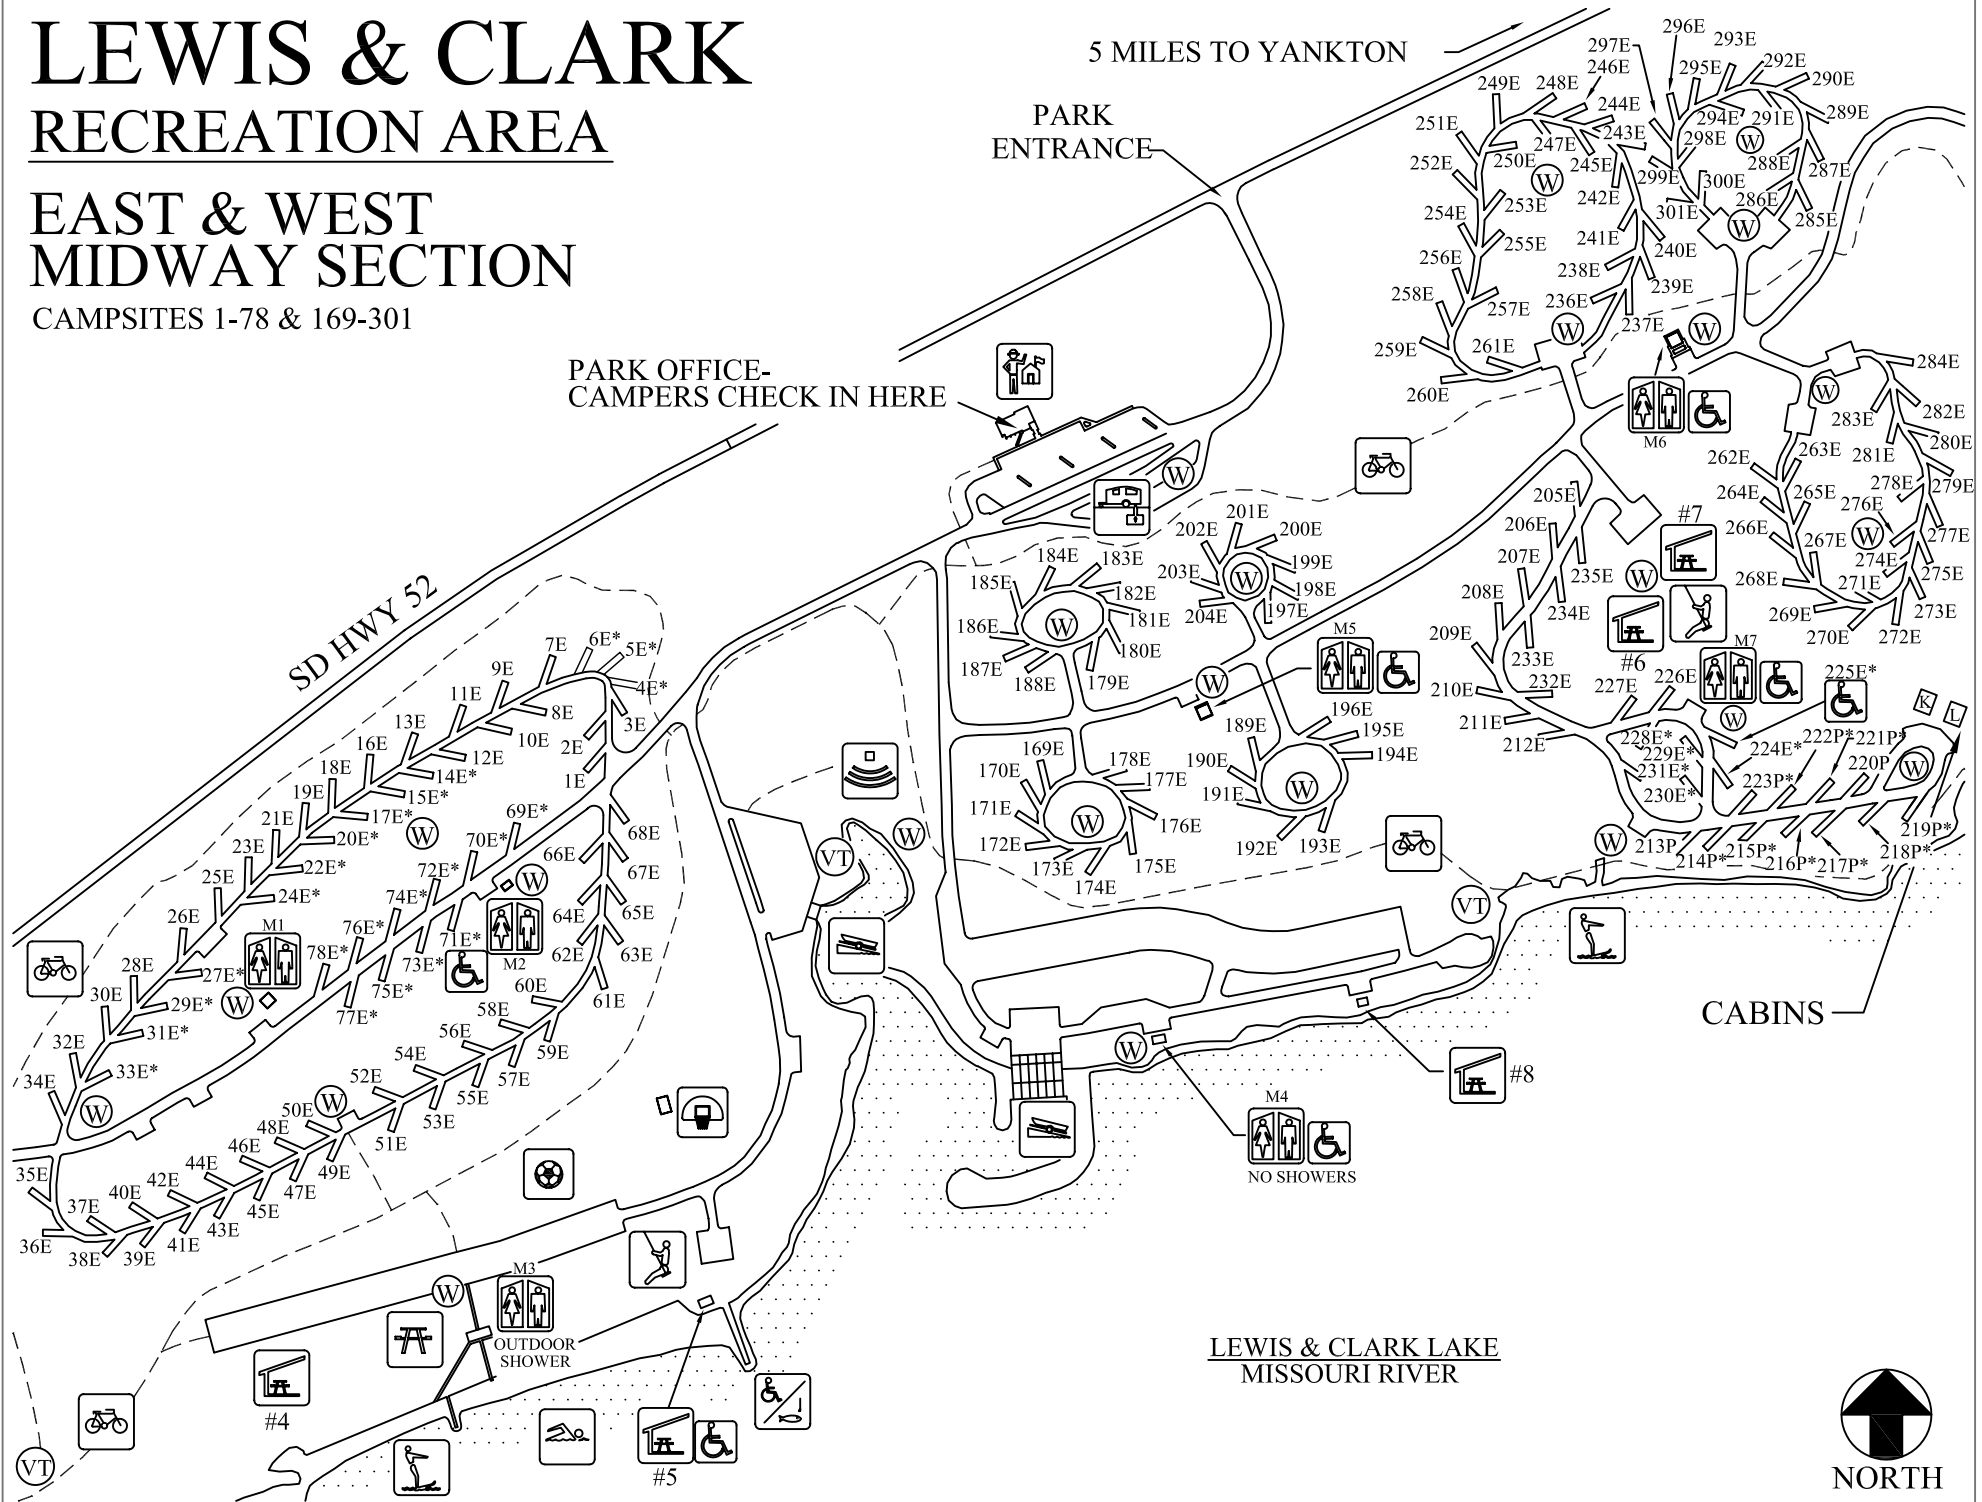 LEWIS & CLARK
RECREATION AREA
EAST & WEST
MIDWAY SECTION
CAMPSITES 1-78 & 169-301
5 MILES TO YANKTON
PARK
ENTRANCE
PARK OFFICE-
CAMPERS CHECK IN HERE
SD HWY 52
296E
293E
297E
246E
295E
292E
290E
249E
248E
244E
294E
291E
289E
251E
243E
298E
W
247E
250E
245E
252E
W
288E
287E
299E
300E
242E
286E
253E
254E
301E
285E
W
241E
255E
240E
256E
238E
239E
258E
236E
257E
237E
W
W
259E
261E
260E
284E
W
283E
282E
M6
280E
281E
262E
263E
278E
279E
264E
265E
276E
205E
206E
266E
W
277E
267E
274E
275E
207E
235E
268E
271E
273E
208E
234E
269E
270E
272E
209E
233E
#7
W
#6
M7
232E
210E
227E
226E
225E*
211E
212E
W
228E*
229E*
231E*
230E*
224E*
222P*
221P*
220P
223P*
W
K
L
219P*
213P
214P*
215P*
216P*
217P*
218P*
W
CABINS
W
201E
202E
200E
199E
203E
W
198E
204E
197E
184E
183E
185E
182E
181E
W
186E
180E
187E
188E
179E
M5
W
196E
189E
195E
194E
190E
191E
W
192E
193E
169E
170E
178E
177E
171E
W
176E
172E
173E
174E
175E
7E
6E*
5E*
9E
4E*
11E
3E
8E
13E
10E
2E
16E
12E
14E*
1E
18E
15E*
19E
17E*
69E*
21E
20E*
W
70E*
68E
23E
22E*
66E
72E*
67E
25E
24E*
W
74E*
64E
65E
26E
M1
76E*
71E*
62E
63E
78E*
73E*
M2
28E
27E*
75E*
60E
61E
30E
29E*
W
77E*
58E
32E
31E*
56E
59E
34E
33E*
54E
57E
52E
55E
W
50E
W
53E
48E
51E
46E
49E
35E
44E
47E
42E
45E
40E
43E
37E
41E
36E
38E
39E
VT
W
VT
W
M4
NO SHOWERS
#8
W
M3
OUTDOOR
SHOWER
#4
#5
VT
LEWIS & CLARK LAKE
MISSOURI RIVER
NORTH